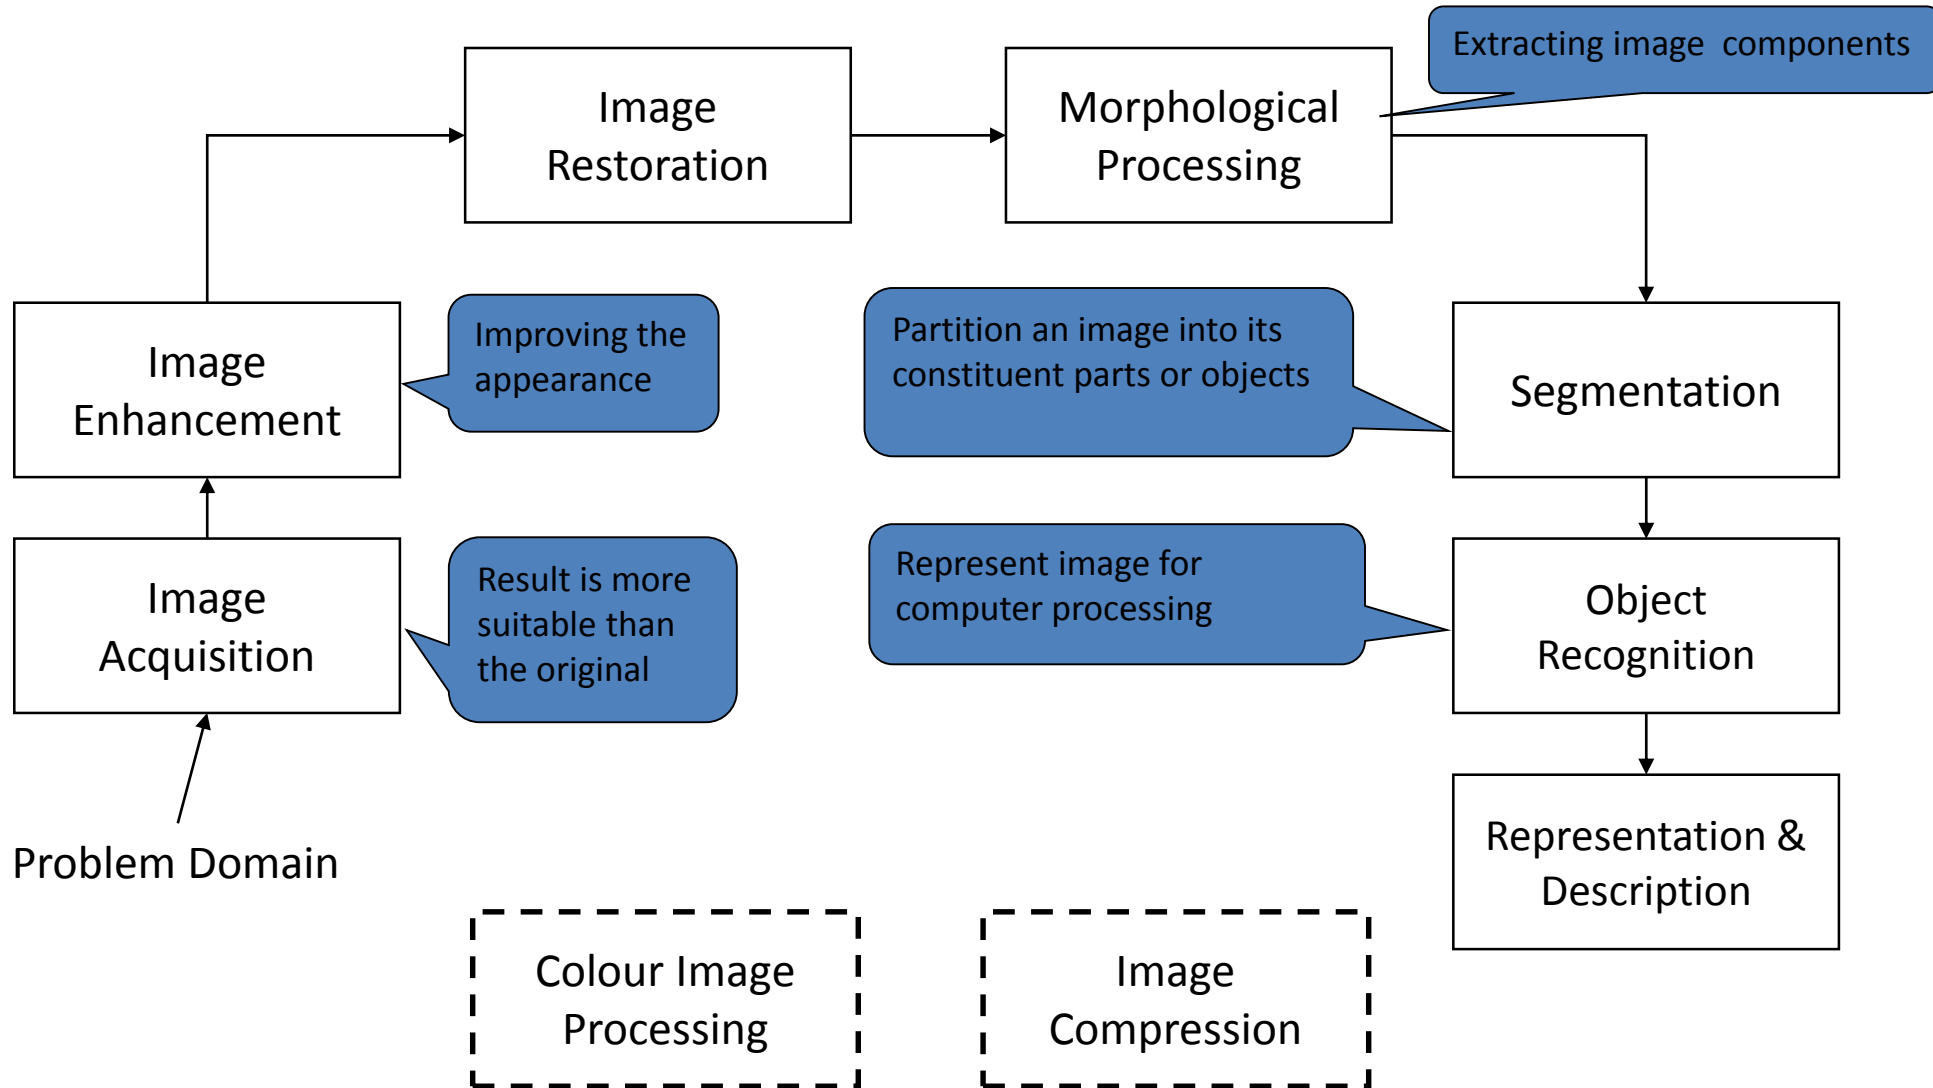 Extracting image  components
Image
Restoration
Morphological
Processing
Image
Enhancement
Improving the
appearance
Partition an image into its
constituent parts or objects
Segmentation
Image
Acquisition
Result is more
suitable than
the original
Represent image for
computer processing
Object
Recognition
Problem Domain
Representation &
Description
Colour Image
Processing
Image
Compression